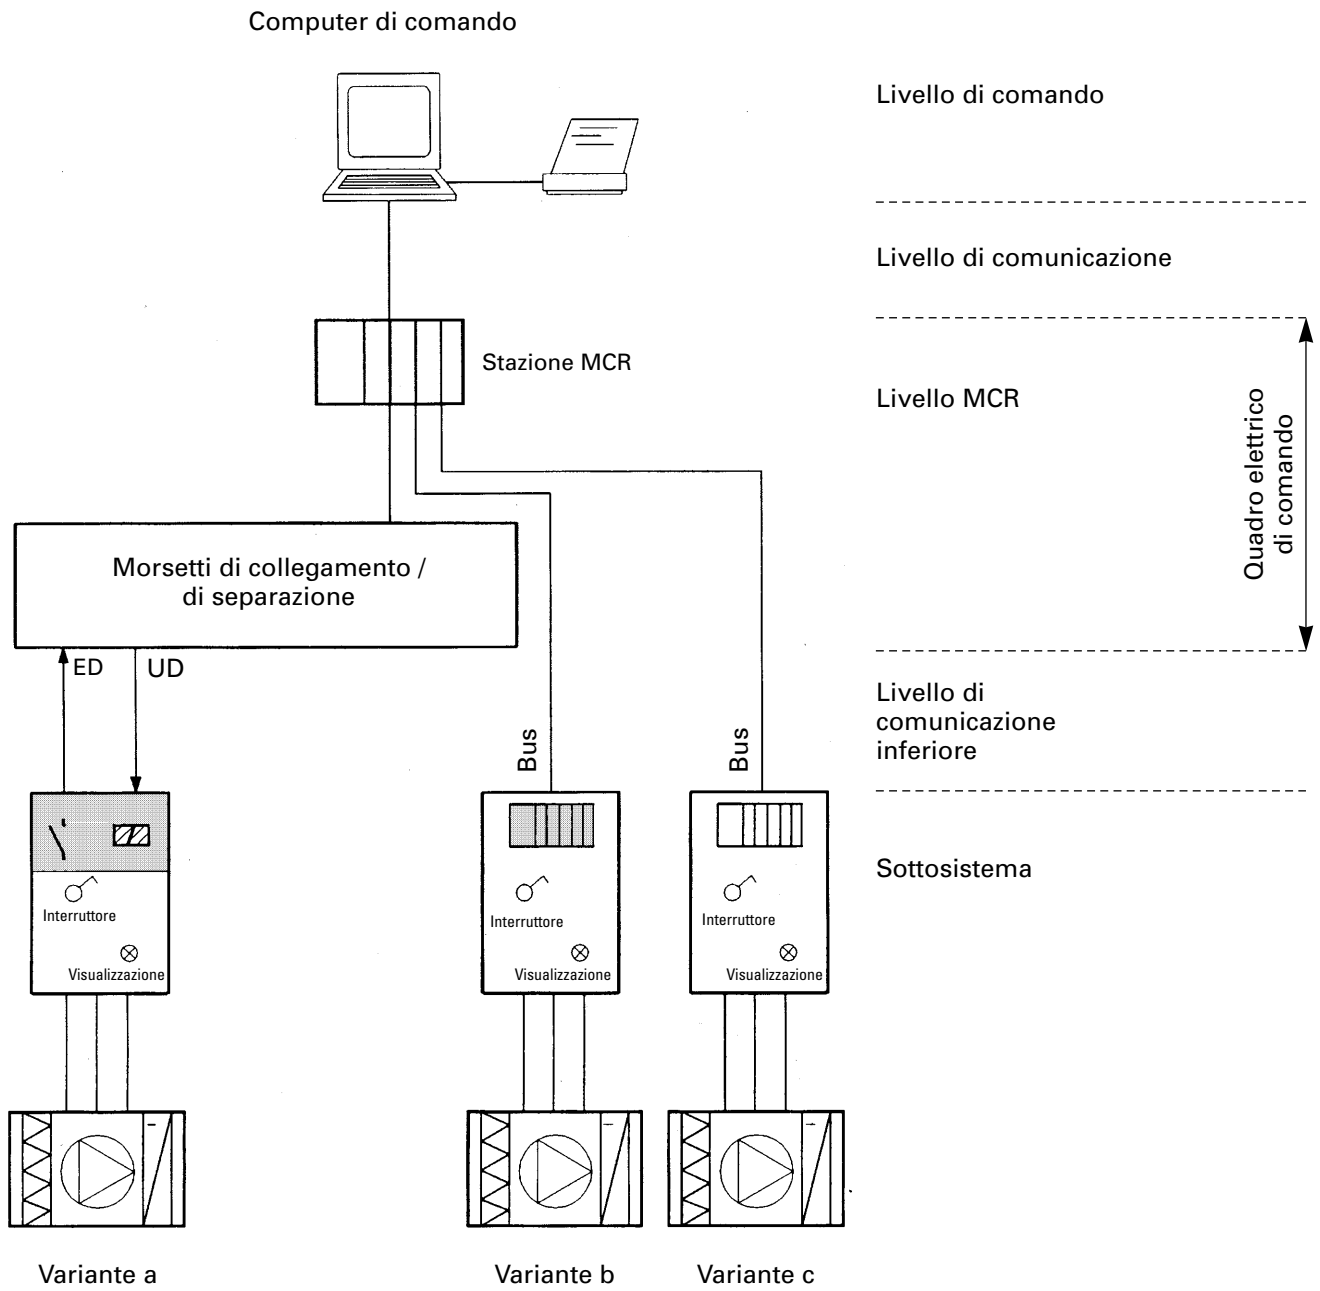 Computer di comando
Livello di comando
Livello di comunicazione
Stazione MCR
Livello MCR
Quadro elettrico
di comando
Morsetti di collegamento /
di separazione
ED
UD
Bus
Bus
Livello di
comunicazione
inferiore
Sottosistema
Interruttore
Visualizzazione
Interruttore
Visualizzazione
Interruttore
Visualizzazione
Variante a
Variante b
Variante c